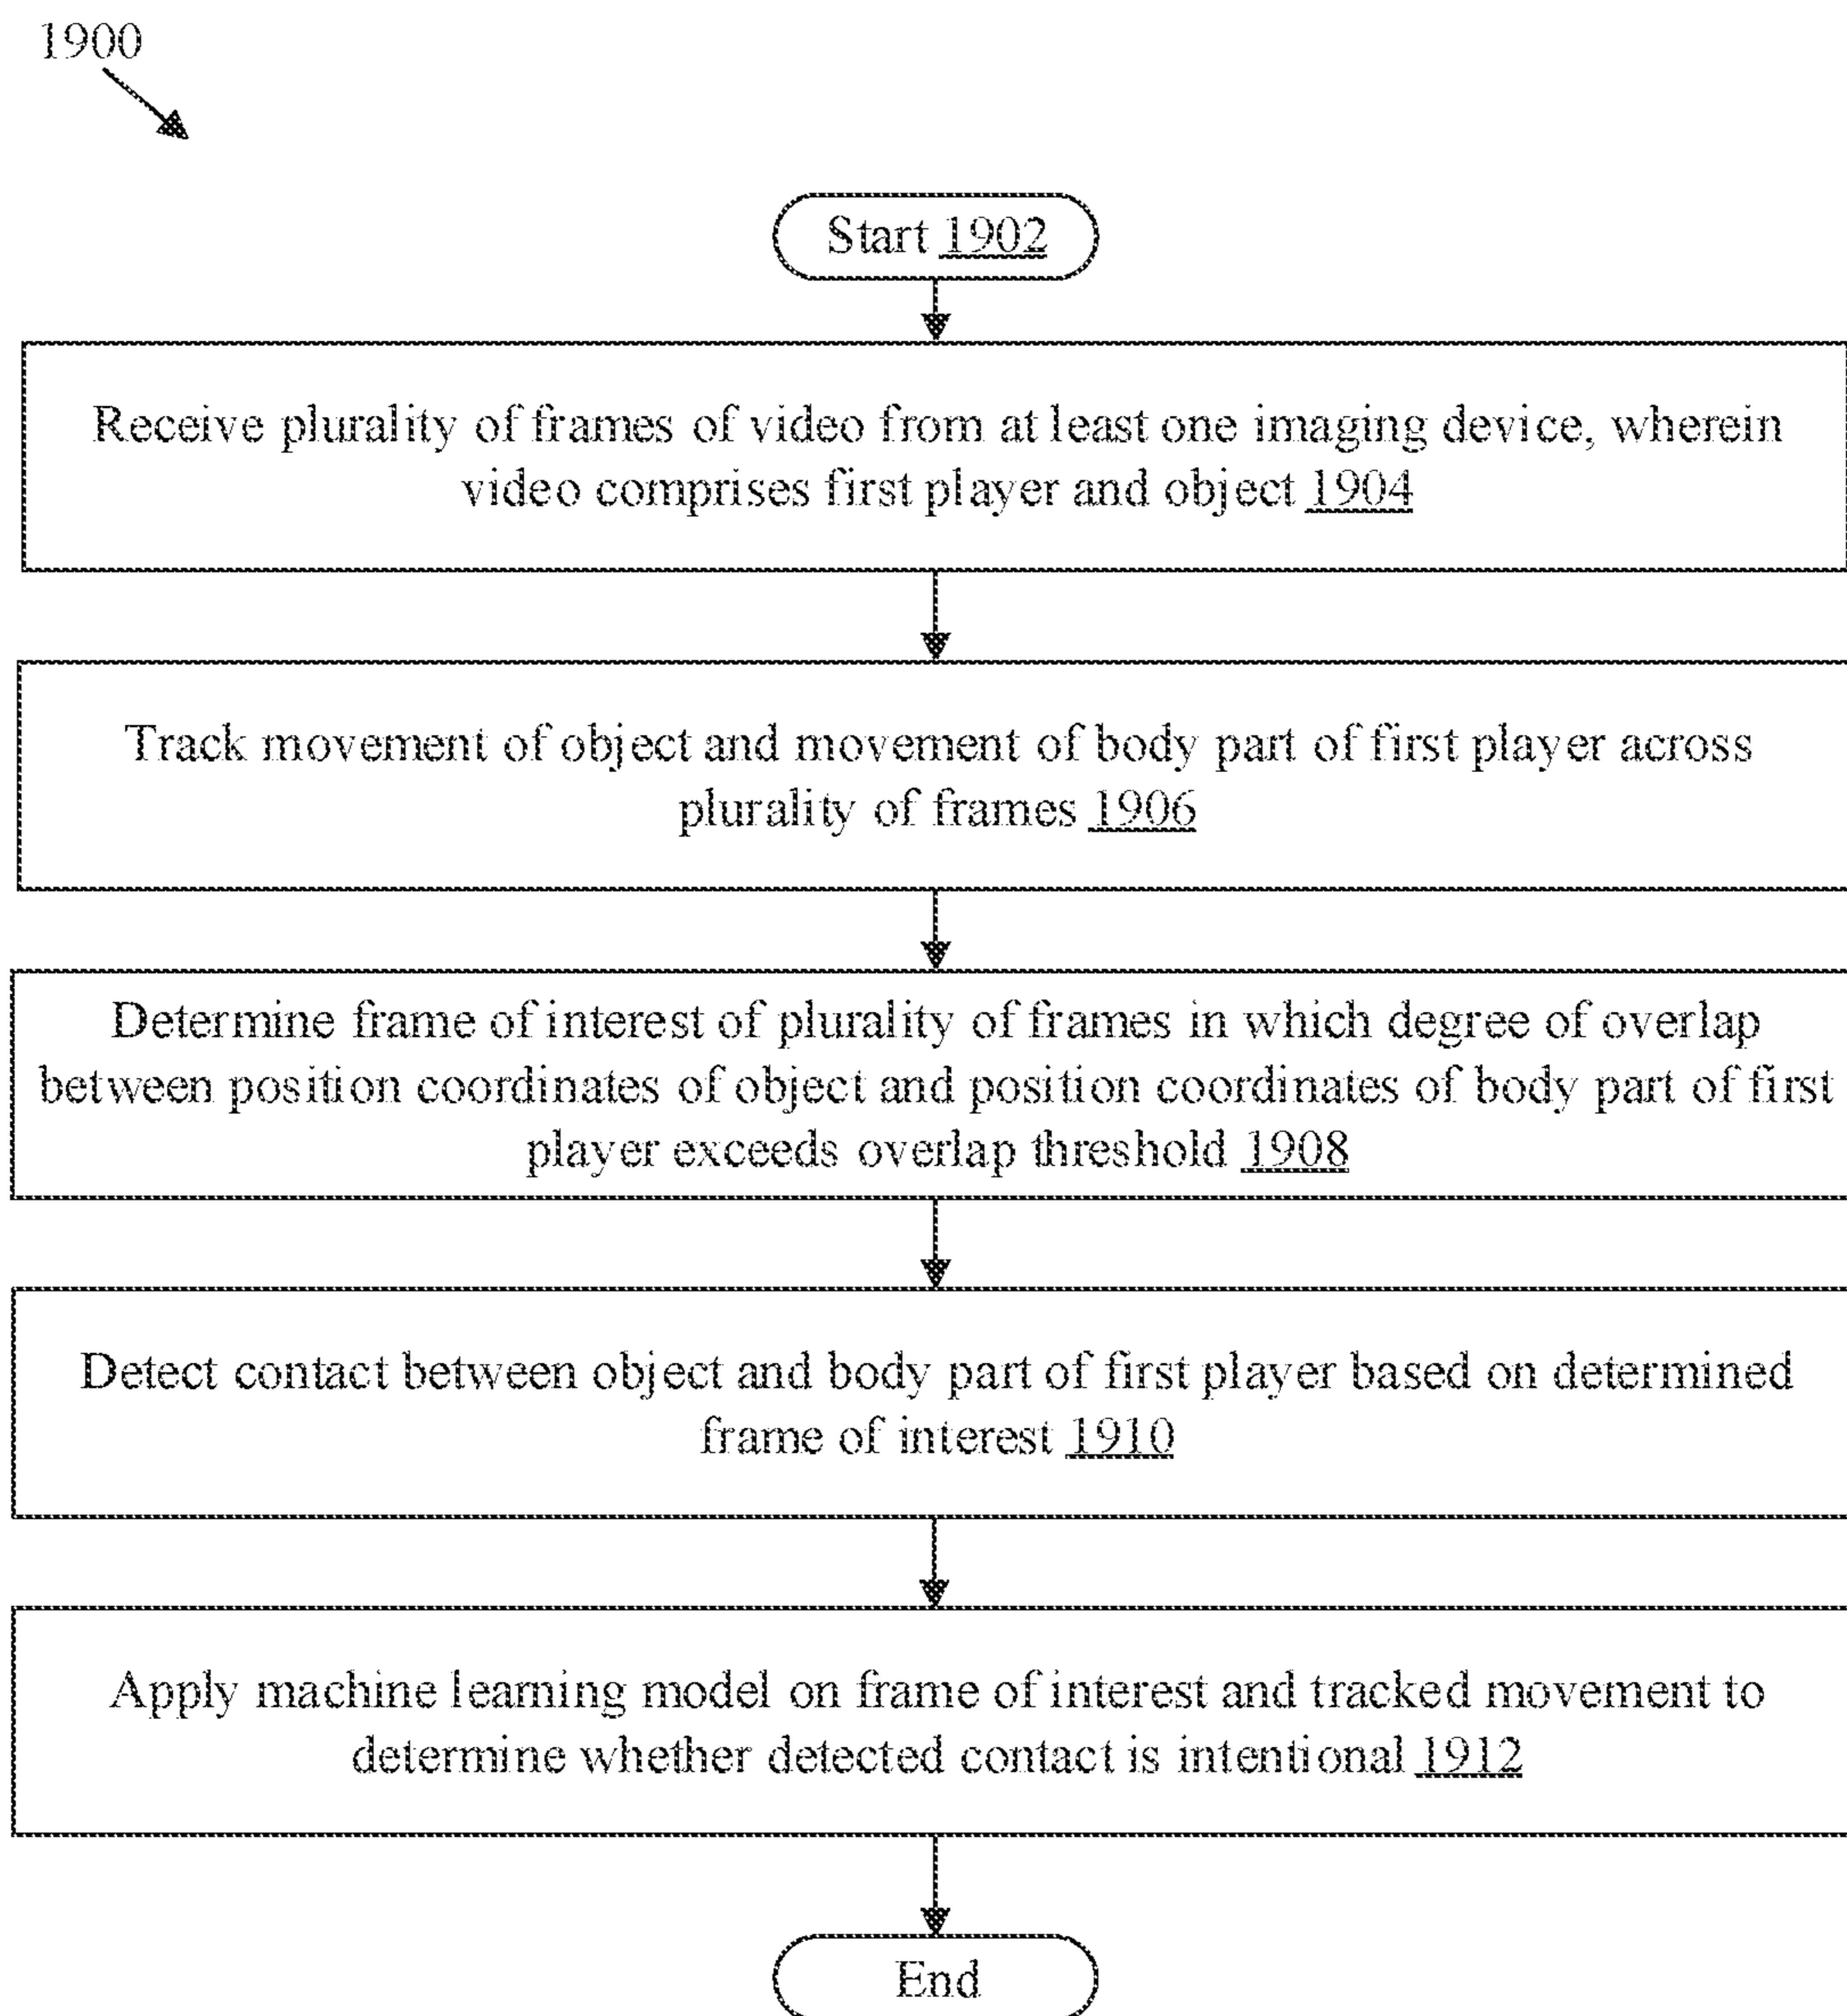 1900
Start 1902
Receive plurality of frames of video from at least one imaging device, wherein
video comprises first player and object 1904
Track movement of object and movement of body part of first player across
plurality of frames 1906
Determine frame of interest of plurality of frames in which degree of overlap
between position coordinates of object and position coordinates of body part of first
player exceeds overlap threshold 1908
Detect contact between object and body part of first player based on determined
frame of interest 1910
Apply machine learning model on frame of interest and tracked movement to
determine whether detected contact is intentional 1912
End